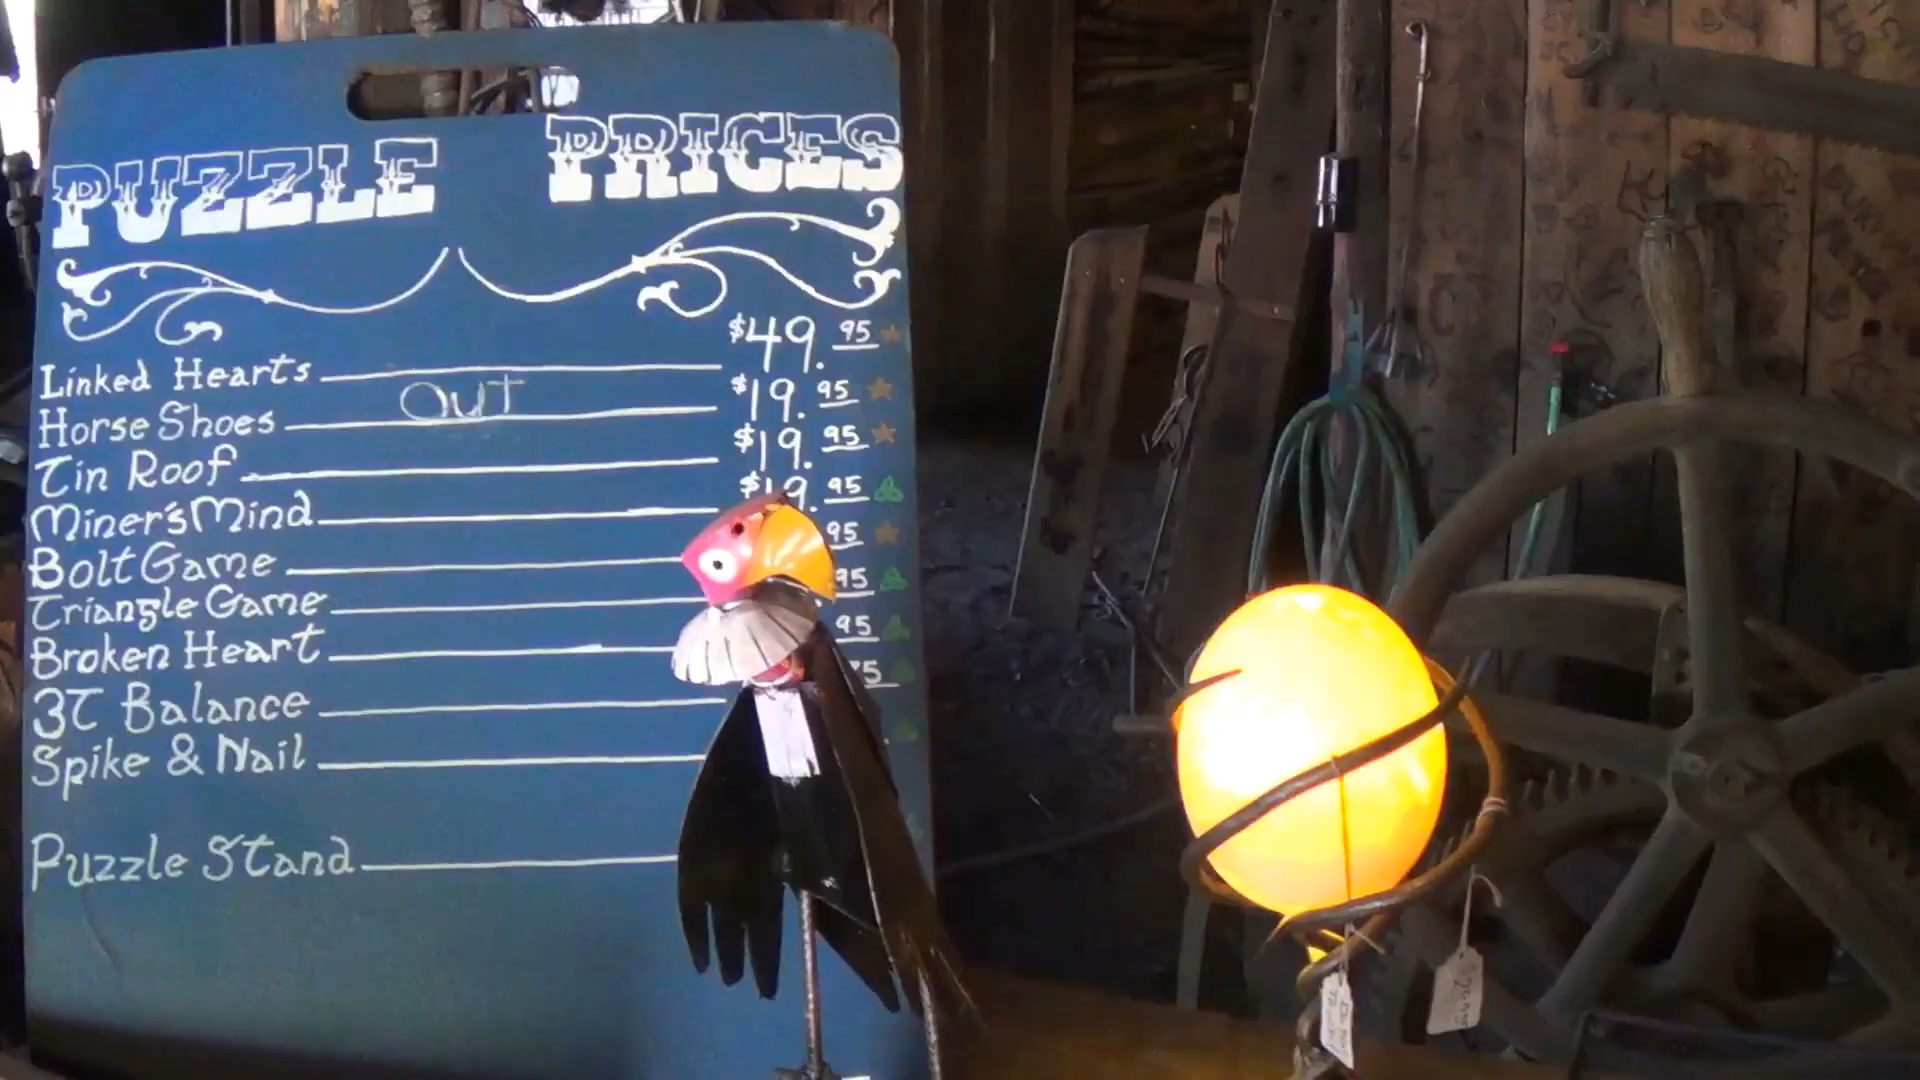 PUZZLE PRICES
Linked Hearts $49.95
Horse Shoes OUT $19.95
Tin Roof $19.95
Miner's Mind $19.95
Bolt Game 95
Triangle Game 95
Broken Heart 95
3T Balance
Spike & Nail
Puzzle Stand